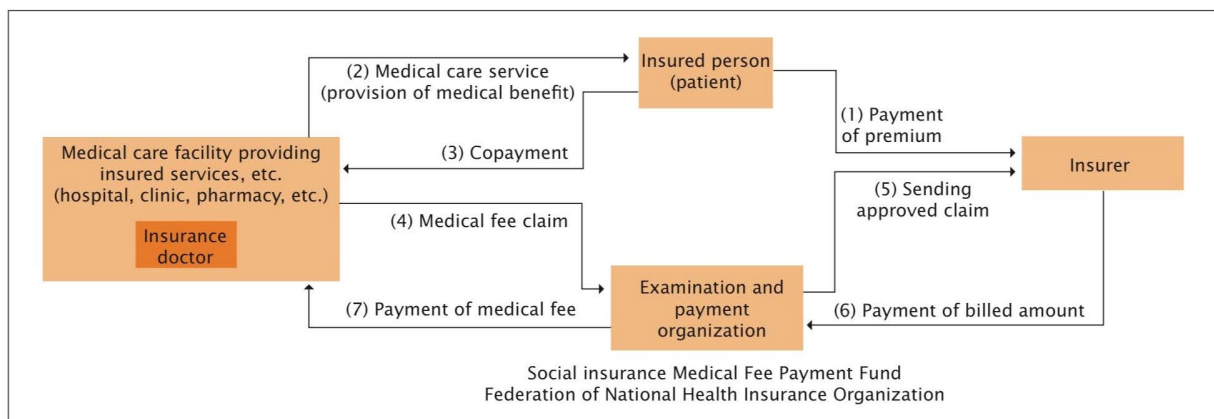 (2) Medical care service
(provision of medical benefit)
Insured person
(patient)
(1) Payment
of premium
Medical care facility providing
insured services, etc.
(hospital, clinic, pharmacy, etc.)
Insurance
doctor
(3) Copayment
Insurer
(5) Sending
approved claim
(4) Medical fee claim
Examination and
payment
organization
(7) Payment of medical fee
(6) Payment of billed amount
Social insurance Medical Fee Payment Fund
Federation of National Health Insurance Organization